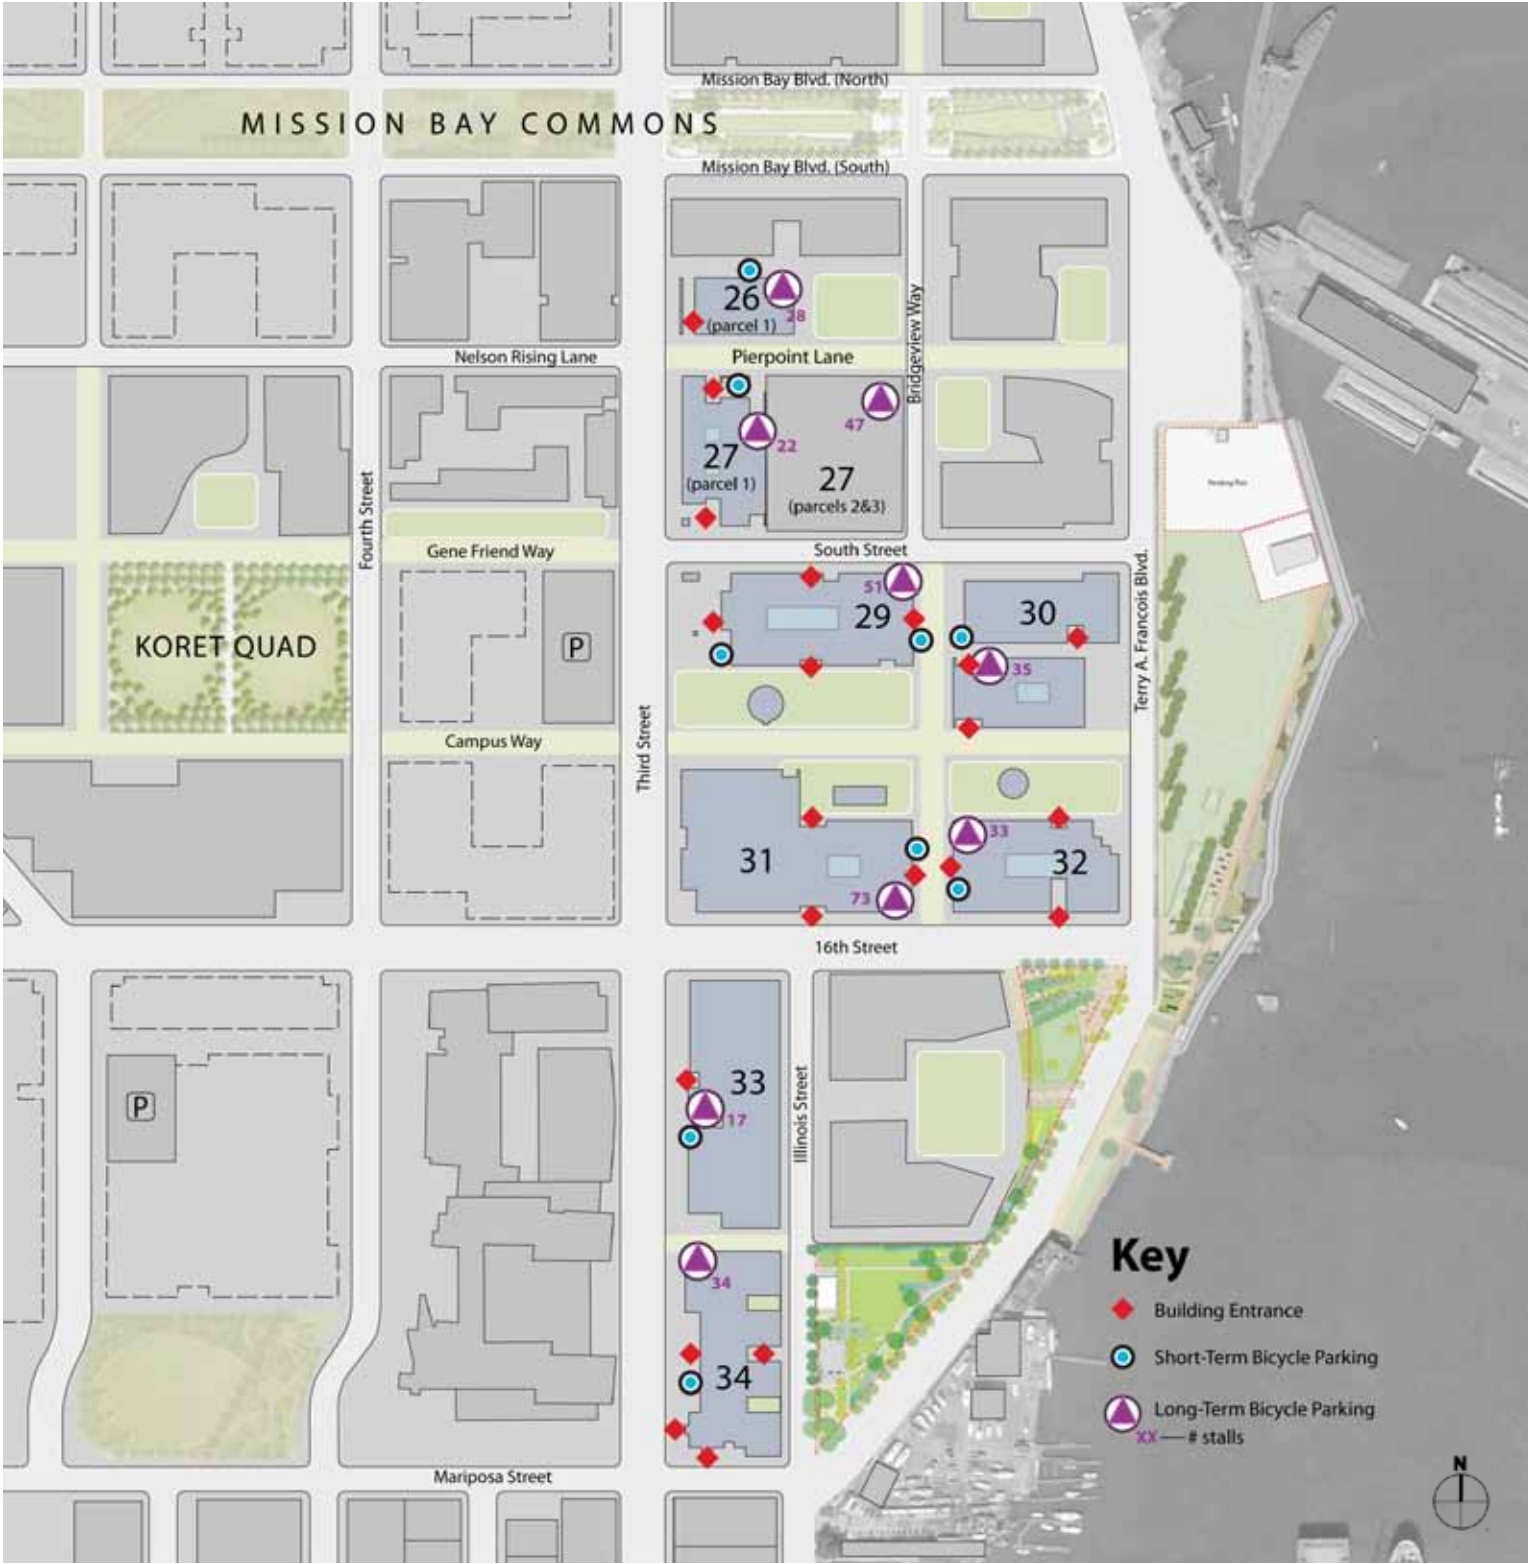 Mission Bay Blvd. (North)
MISSION BAY COMMONS
Mission Bay Blvd. (South)
26
(parcel 1)
28
Bridgeview Way
Nelson Rising Lane
Pierpoint Lane
47
22
27
(parcel 1)
27
(parcels 2&3)
Fourth Street
Gene Friend Way
South Street
Terry A. Francois Blvd.
51
29
30
KORET QUAD
P
35
Third Street
Campus Way
31
33
32
73
16th Street
33
17
Illinois Street
P
34
34
Mariposa Street
Key
Building Entrance
Short-Term Bicycle Parking
Long-Term Bicycle Parking
XX — # stalls
N